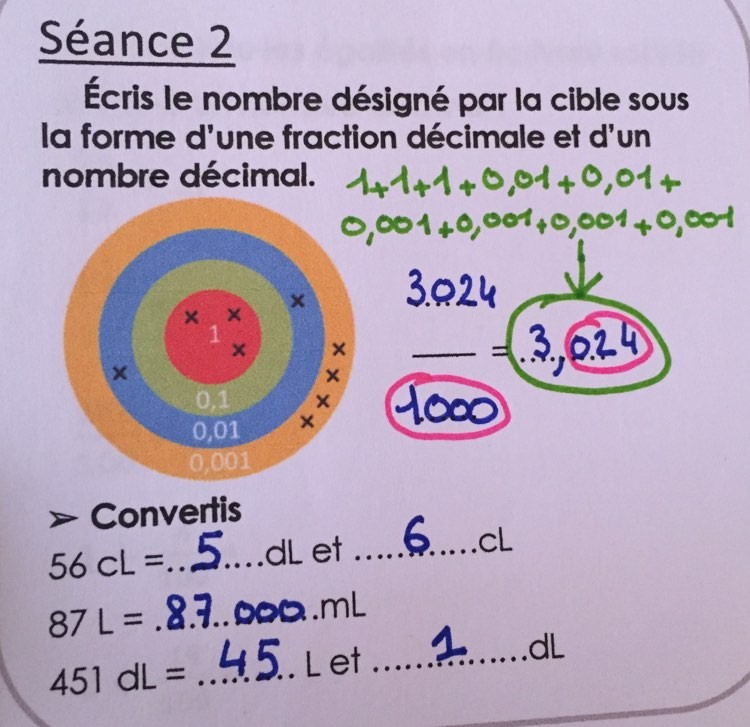 Séance 2
Écris le nombre désigné par la cible sous
la forme d'une fraction décimale et d'un
nombre décimal. 1+1+1+0,01+0,01+
0,001+0,001+0,001+0,001
1
0,1
0,01
0,001
3.024
___ = 3,024
1000
➢ Convertis
56 cL =..5....dL et .....6......cL
87 L = .87..000..mL
451 dL = ...45.. L et ......1.........dL